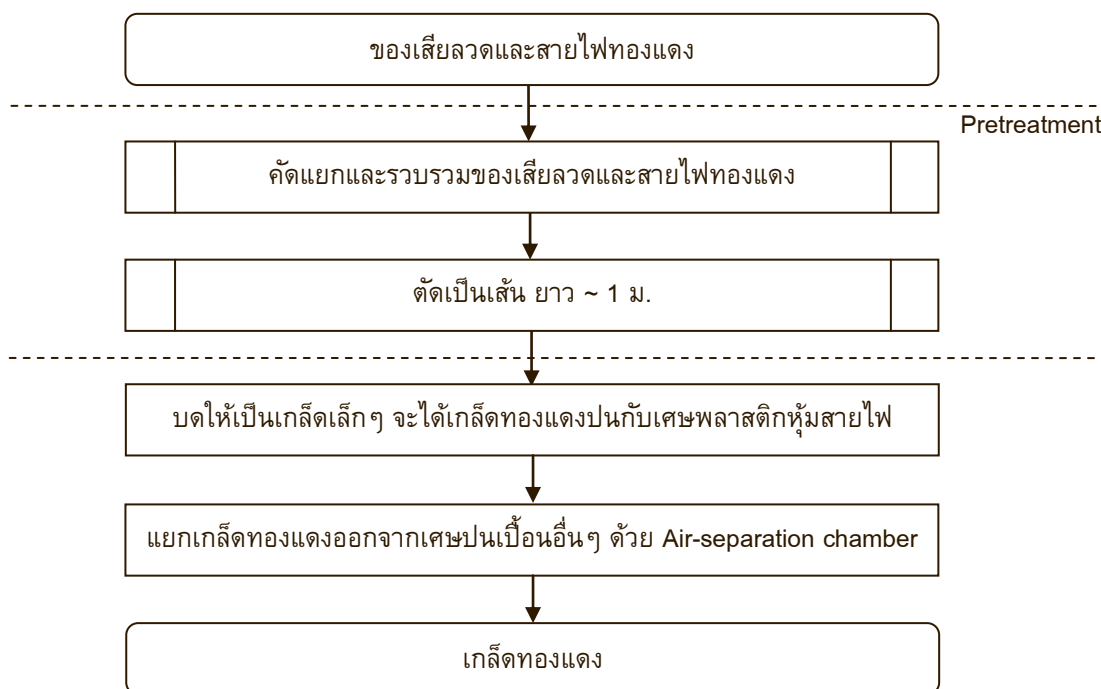 ของเสียลวดและสายไฟทองแดง
Pretreatment
คัดแยกและรวบรวมของเสียลวดและสายไฟทองแดง
ตัดเป็นเส้น ยาว ~ 1 ม.
บดให้เป็นเกล็ดเล็กๆ จะได้เกล็ดทองแดงปนกับเศษพลาสติกหุ้มสายไฟ
แยกเกล็ดทองแดงออกจากเศษปนเปื้อนอื่นๆ ด้วย Air-separation chamber
เกล็ดทองแดง